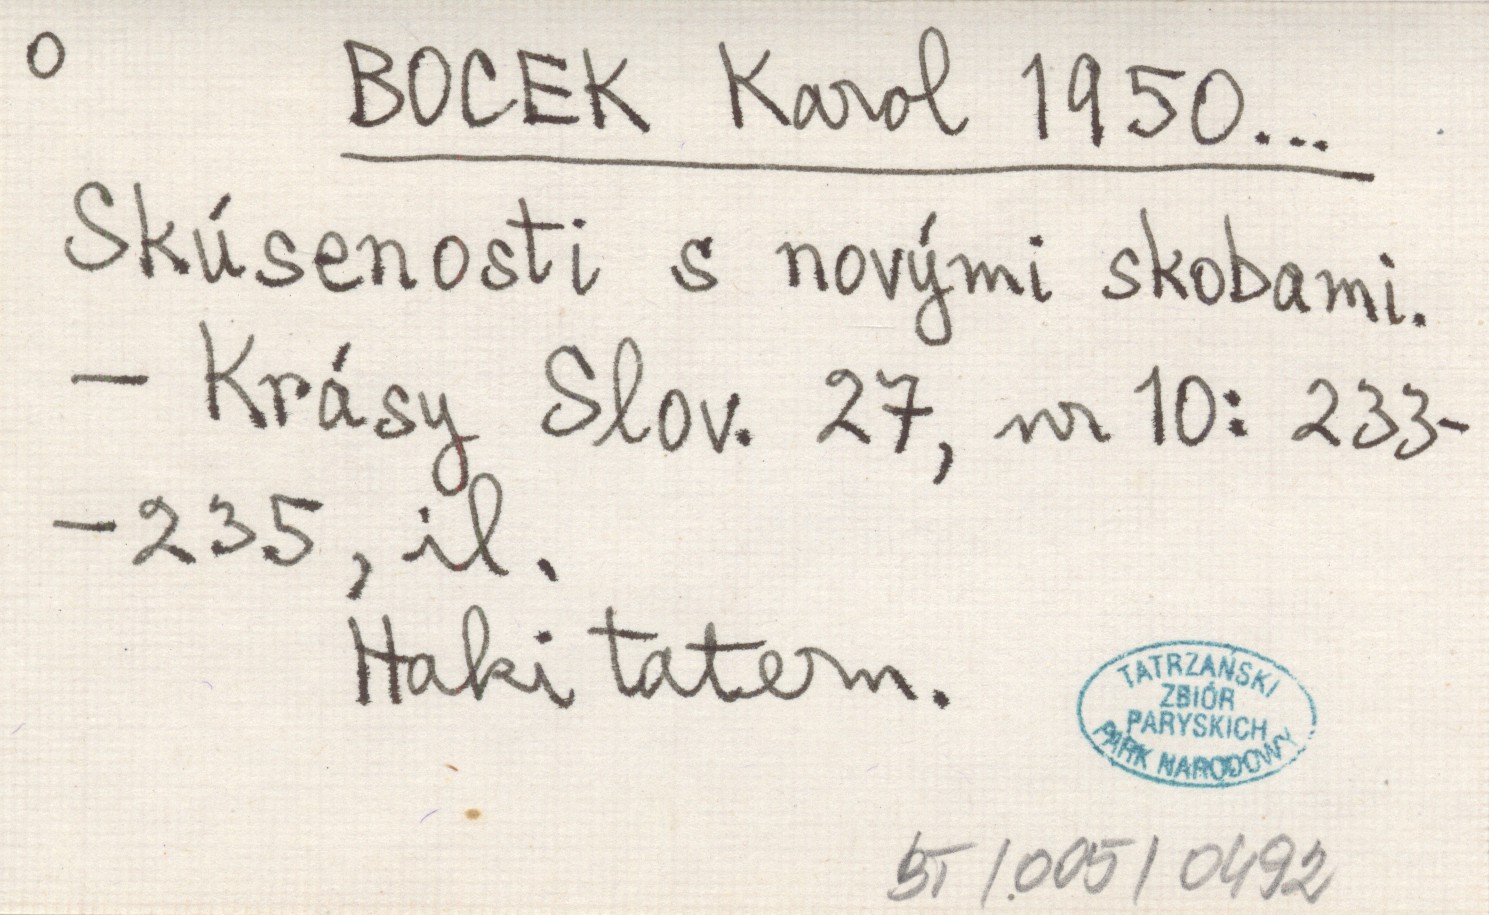 o
BOCEK Karol 1950...
Skúsenosti s novými skobami.
— Krásy Slov. 27, nr 10: 233-
-235, il.
Haki tatern.
TATRZAŃSKI
ZBIÓR
PARYSKICH
PARK NARODOWY
BT/005/0492